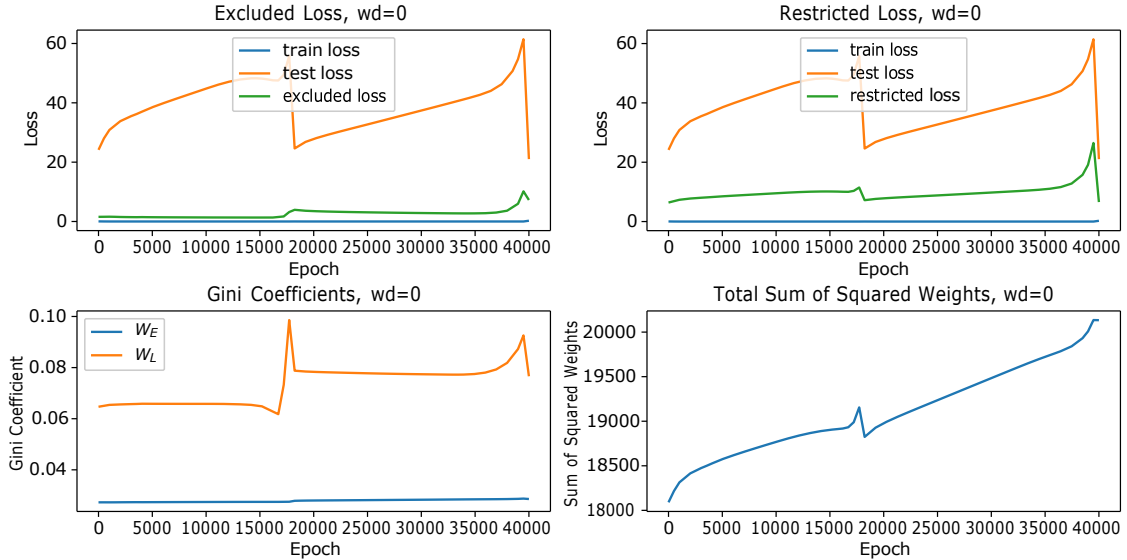 Excluded Loss, wd=0
60
40
20
0
Loss
train loss
test loss
excluded loss
0 5000 10000 15000 20000 25000 30000 35000 40000
Epoch
Restricted Loss, wd=0
60
40
20
0
Loss
train loss
test loss
restricted loss
0 5000 10000 15000 20000 25000 30000 35000 40000
Epoch
Gini Coefficients, wd=0
0.10
0.08
0.06
0.04
Gini Coefficient
W_E
W_L
0 5000 10000 15000 20000 25000 30000 35000 40000
Epoch
Total Sum of Squared Weights, wd=0
20000
19500
19000
18500
18000
Sum of Squared Weights
0 5000 10000 15000 20000 25000 30000 35000 40000
Epoch